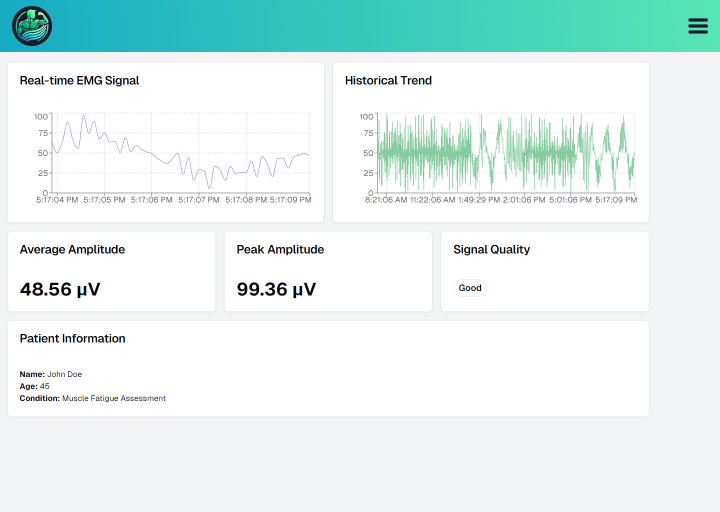 Real-time EMG Signal
100
75
50
25
0
5:17:04 PM 5:17:05 PM 5:17:06 PM 5:17:07 PM 5:17:08 PM 5:17:09 PM
Historical Trend
100
75
50
25
0
8:21:06 AM 11:22:06 AM 1:49:29 PM 2:01:06 PM 5:01:06 PM 5:17:09 PM
Average Amplitude
48.56 µV
Peak Amplitude
99.36 µV
Signal Quality
Good
Patient Information
Name: John Doe
Age: 45
Condition: Muscle Fatigue Assessment